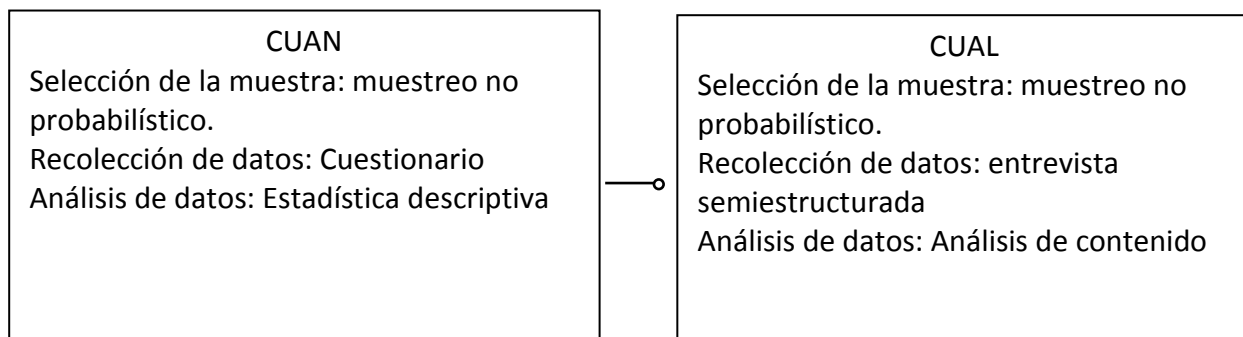 CUAN
Selección de la muestra: muestreo no
probabilístico.
Recolección de datos: Cuestionario
Análisis de datos: Estadística descriptiva
CUAL
Selección de la muestra: muestreo no
probabilístico.
Recolección de datos: entrevista
semiestructurada
Análisis de datos: Análisis de contenido